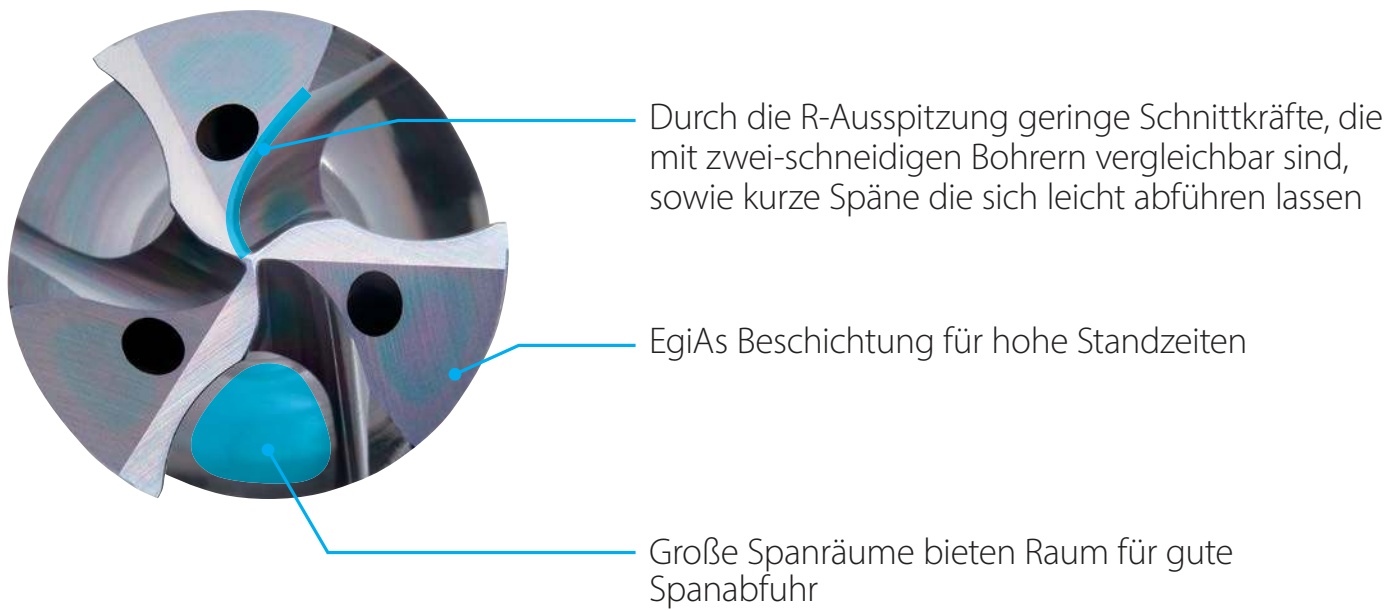 Durch die R-Ausspitzung geringe Schnittkräfte, die
mit zwei-schneidigen Bohrern vergleichbar sind,
sowie kurze Späne die sich leicht abführen lassen
EgiAs Beschichtung für hohe Standzeiten
Große Spanräume bieten Raum für gute
Spanabfuhr